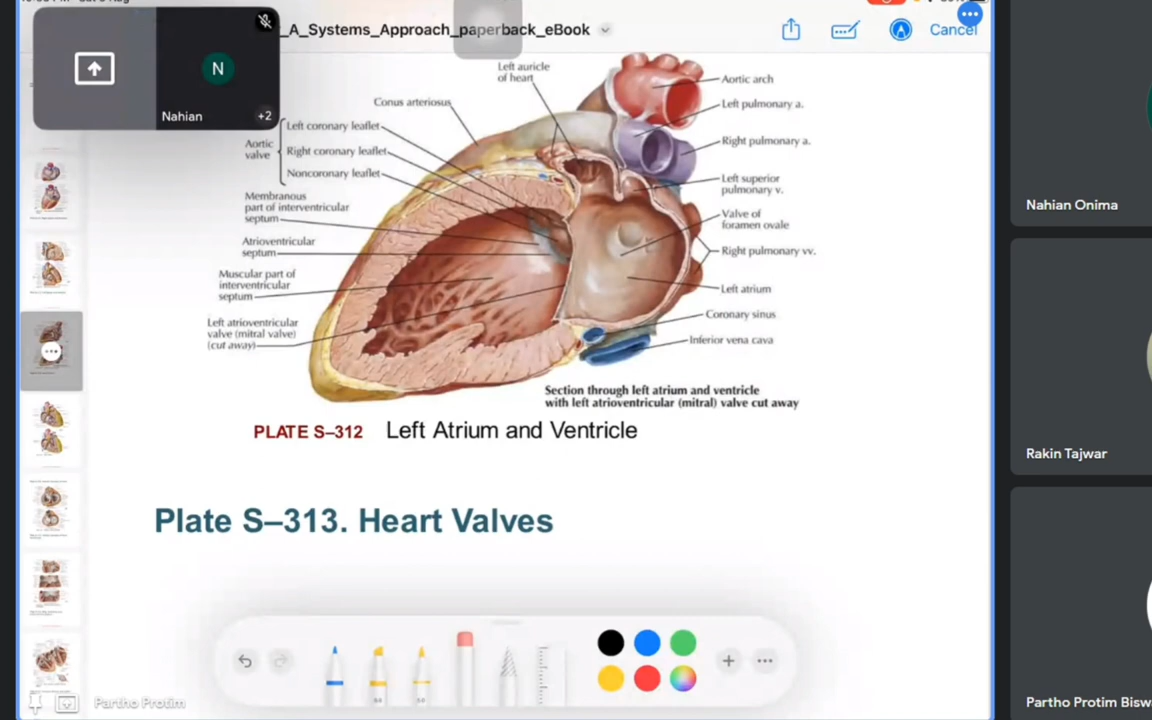 _A_Systems_Approach_paperback_eBook
Cancel
N
Nahian
+2
Left auricle
of heart
Conus arteriosus
Aortic arch
Left pulmonary a.
Left coronary leaflet
Aortic
valve
Right coronary leaflet
Right pulmonary a.
Noncoronary leaflet
Left superior
pulmonary v.
Membranous
part of interventricular
septum
Valve of
foramen ovale
Atrioventricular
septum
Right pulmonary vv.
Muscular part of
interventricular
septum
Left atrium
Left atrioventricular
valve (mitral valve)
(cut away)
Coronary sinus
Inferior vena cava
Section through left atrium and ventricle
with left atrioventricular (mitral) valve cut away
PLATE S–312 Left Atrium and Ventricle
Plate S–313. Heart Valves
Partho Protim
Nahian Onima
Rakin Tajwar
Partho Protim Bisw